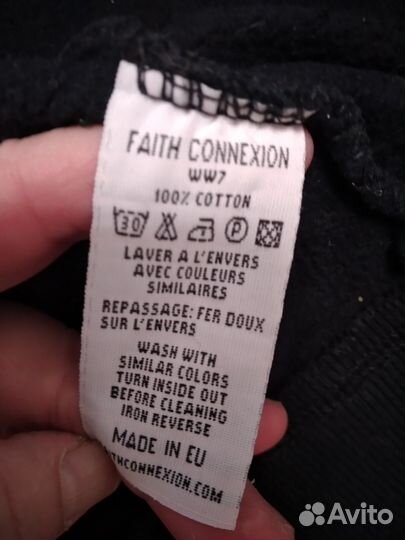 FAITH CONNEXION
WW7
100% COTTON
30 P
LAVER A L'ENVERS
AVEC COULEURS
SIMILAIRES
REPASSAGE: FER DOUX
SUR L'ENVERS
WASH WITH
SIMILAR COLORS
TURN INSIDE OUT
BEFORE CLEANING
IRON REVERSE
MADE IN EU
THCONNEXION.COM
Avito